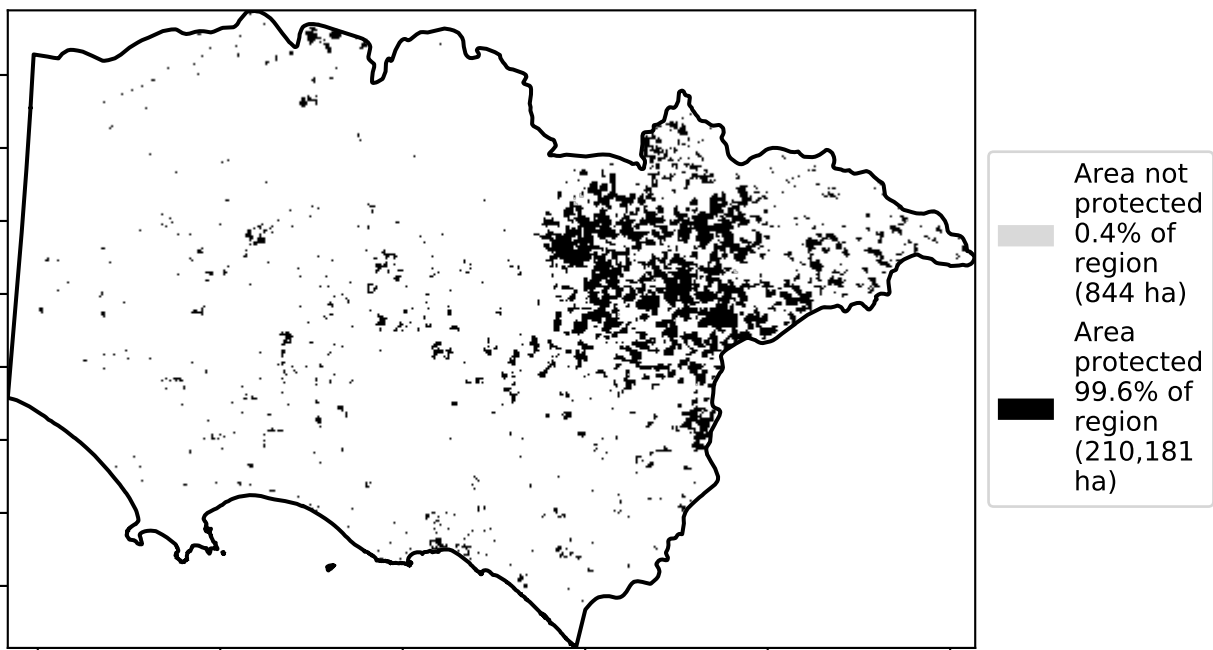 Area not
protected
0.4% of
region
(844 ha)
Area
protected
99.6% of
region
(210,181
ha)